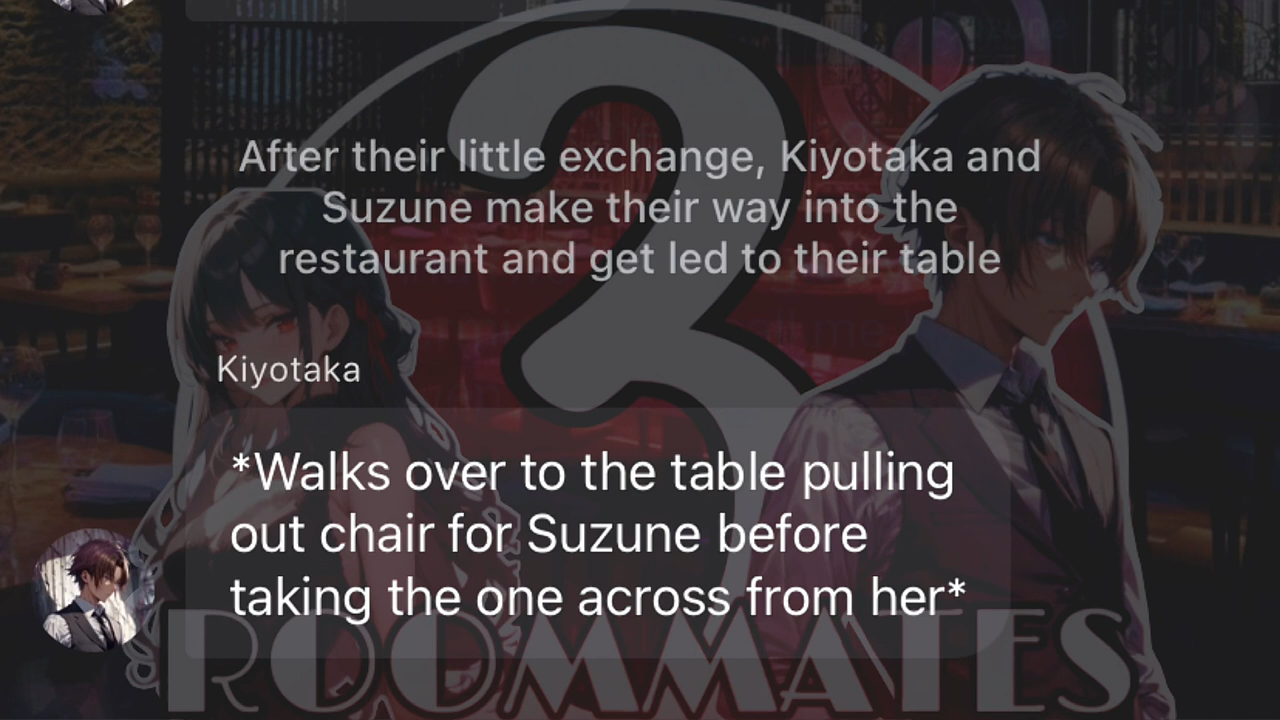 After their little exchange, Kiyotaka and
Suzune make their way into the
restaurant and get led to their table
Kiyotaka
*Walks over to the table pulling
out chair for Suzune before
taking the one across from her*
3
ROOMMATES